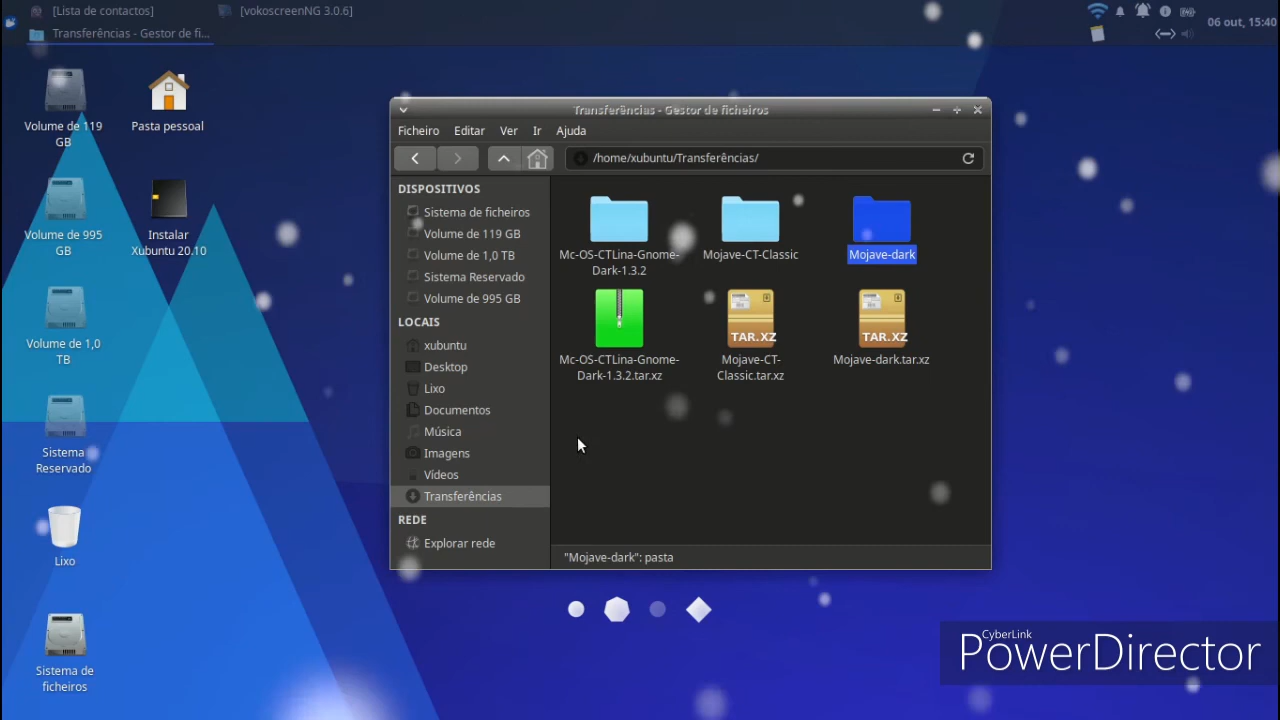 [Lista de contactos]
[vokoscreenNG 3.0.6]
Transferências - Gestor de fi...
06 out, 15:40
Volume de 119
GB
Pasta pessoal
Volume de 995
GB
Instalar
Xubuntu 20.10
Volume de 1,0
TB
Sistema
Reservado
Lixo
Sistema de
ficheiros
Transferências - Gestor de ficheiros
Ficheiro Editar Ver Ir Ajuda
/home/xubuntu/Transferências/
DISPOSITIVOS
Sistema de ficheiros
Volume de 119 GB
Volume de 1,0 TB
Sistema Reservado
Volume de 995 GB
LOCAIS
xubuntu
Desktop
Lixo
Documentos
Música
Imagens
Vídeos
Transferências
REDE
Explorar rede
Mc-OS-CTLina-Gnome-
Dark-1.3.2
Mojave-CT-Classic
Mojave-dark
TAR.XZ
TAR.XZ
Mc-OS-CTLina-Gnome-
Dark-1.3.2.tar.xz
Mojave-CT-
Classic.tar.xz
Mojave-dark.tar.xz
"Mojave-dark": pasta
CyberLink
PowerDirector